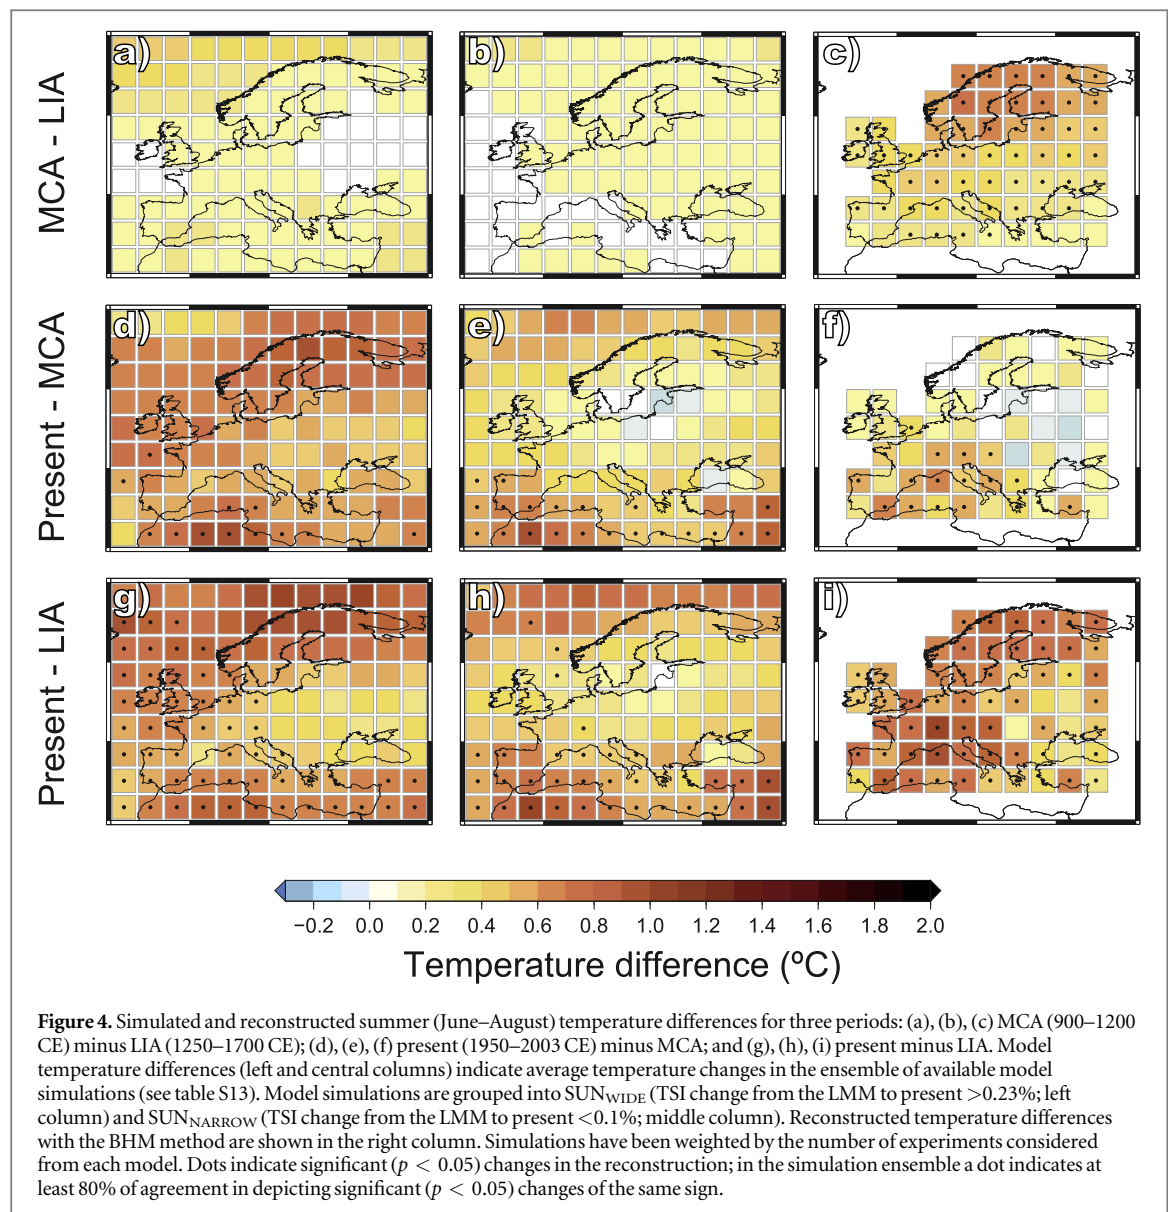 MCA - LIA
a)
b)
c)
Present - MCA
d)
e)
f)
Present - LIA
g)
h)
i)
−0.2 0.0 0.2 0.4 0.6 0.8 1.0 1.2 1.4 1.6 1.8 2.0
Temperature difference (ºC)
Figure 4. Simulated and reconstructed summer (June–August) temperature differences for three periods: (a), (b), (c) MCA (900–1200
CE) minus LIA (1250–1700 CE); (d), (e), (f) present (1950–2003 CE) minus MCA; and (g), (h), (i) present minus LIA. Model
temperature differences (left and central columns) indicate average temperature changes in the ensemble of available model
simulations (see table S13). Model simulations are grouped into SUNWIDE (TSI change from the LMM to present >0.23%; left
column) and SUNNARROW (TSI change from the LMM to present <0.1%; middle column). Reconstructed temperature differences
with the BHM method are shown in the right column. Simulations have been weighted by the number of experiments considered
from each model. Dots indicate significant (p < 0.05) changes in the reconstruction; in the simulation ensemble a dot indicates at
least 80% of agreement in depicting significant (p < 0.05) changes of the same sign.